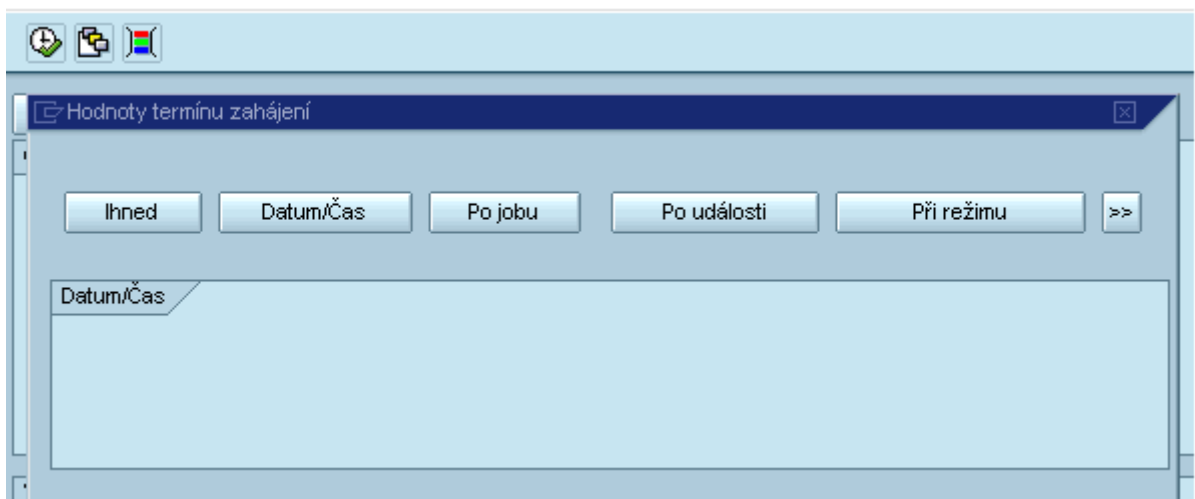 Hodnoty termínu zahájení
Ihned Datum/Čas Po jobu Po události Při režimu >>
Datum/Čas